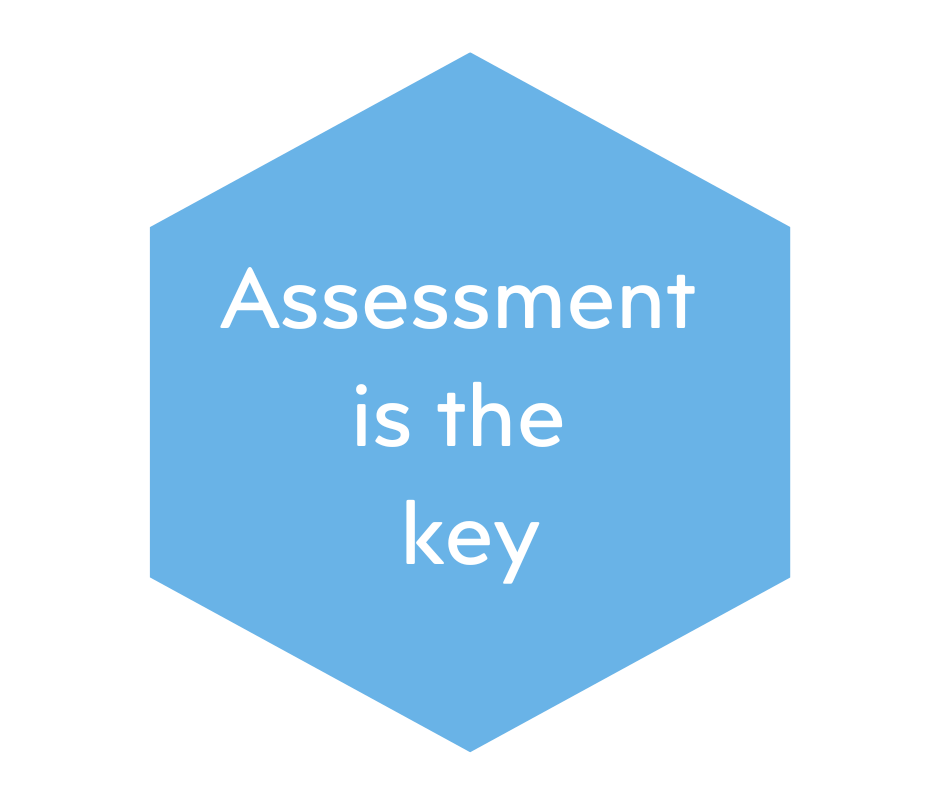 Assessment
is the
key